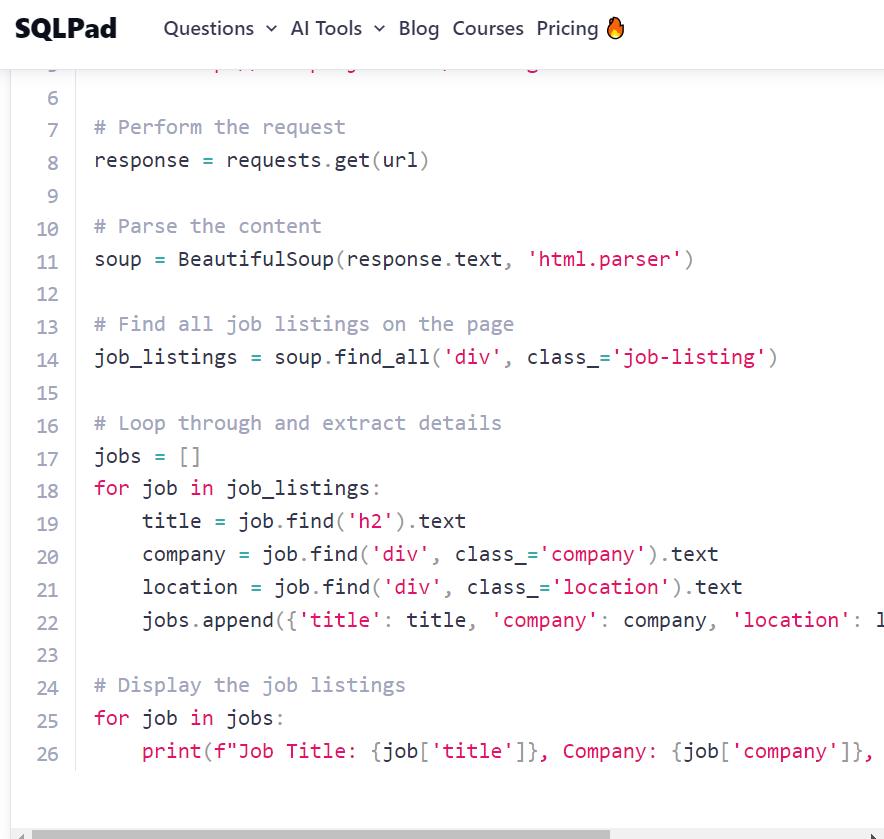 SQLPad Questions AI Tools Blog Courses Pricing 🔥
6
7 # Perform the request
8 response = requests.get(url)
9
10 # Parse the content
11 soup = BeautifulSoup(response.text, 'html.parser')
12
13 # Find all job listings on the page
14 job_listings = soup.find_all('div', class_='job-listing')
15
16 # Loop through and extract details
17 jobs = []
18 for job in job_listings:
19     title = job.find('h2').text
20     company = job.find('div', class_='company').text
21     location = job.find('div', class_='location').text
22     jobs.append({'title': title, 'company': company, 'location': l
23
24 # Display the job listings
25 for job in jobs:
26     print(f"Job Title: {job['title']}, Company: {job['company']},